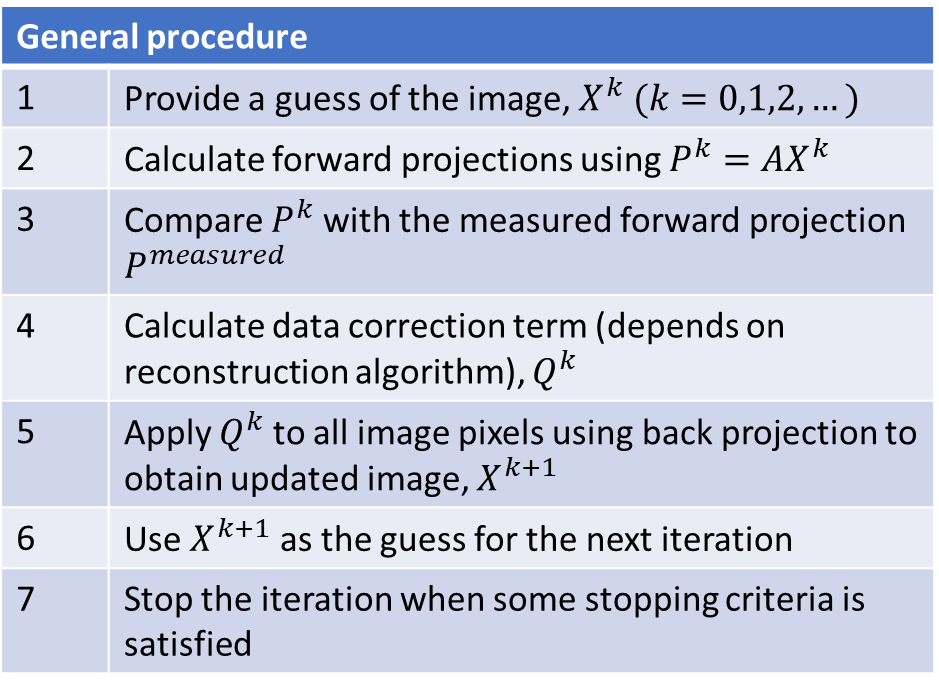 General procedure
1 Provide a guess of the image, X^k (k = 0,1,2, … )
2 Calculate forward projections using P^k = AX^k
3 Compare P^k with the measured forward projection
P^measured
4 Calculate data correction term (depends on
reconstruction algorithm), Q^k
5 Apply Q^k to all image pixels using back projection to
obtain updated image, X^{k+1}
6 Use X^{k+1} as the guess for the next iteration
7 Stop the iteration when some stopping criteria is
satisfied